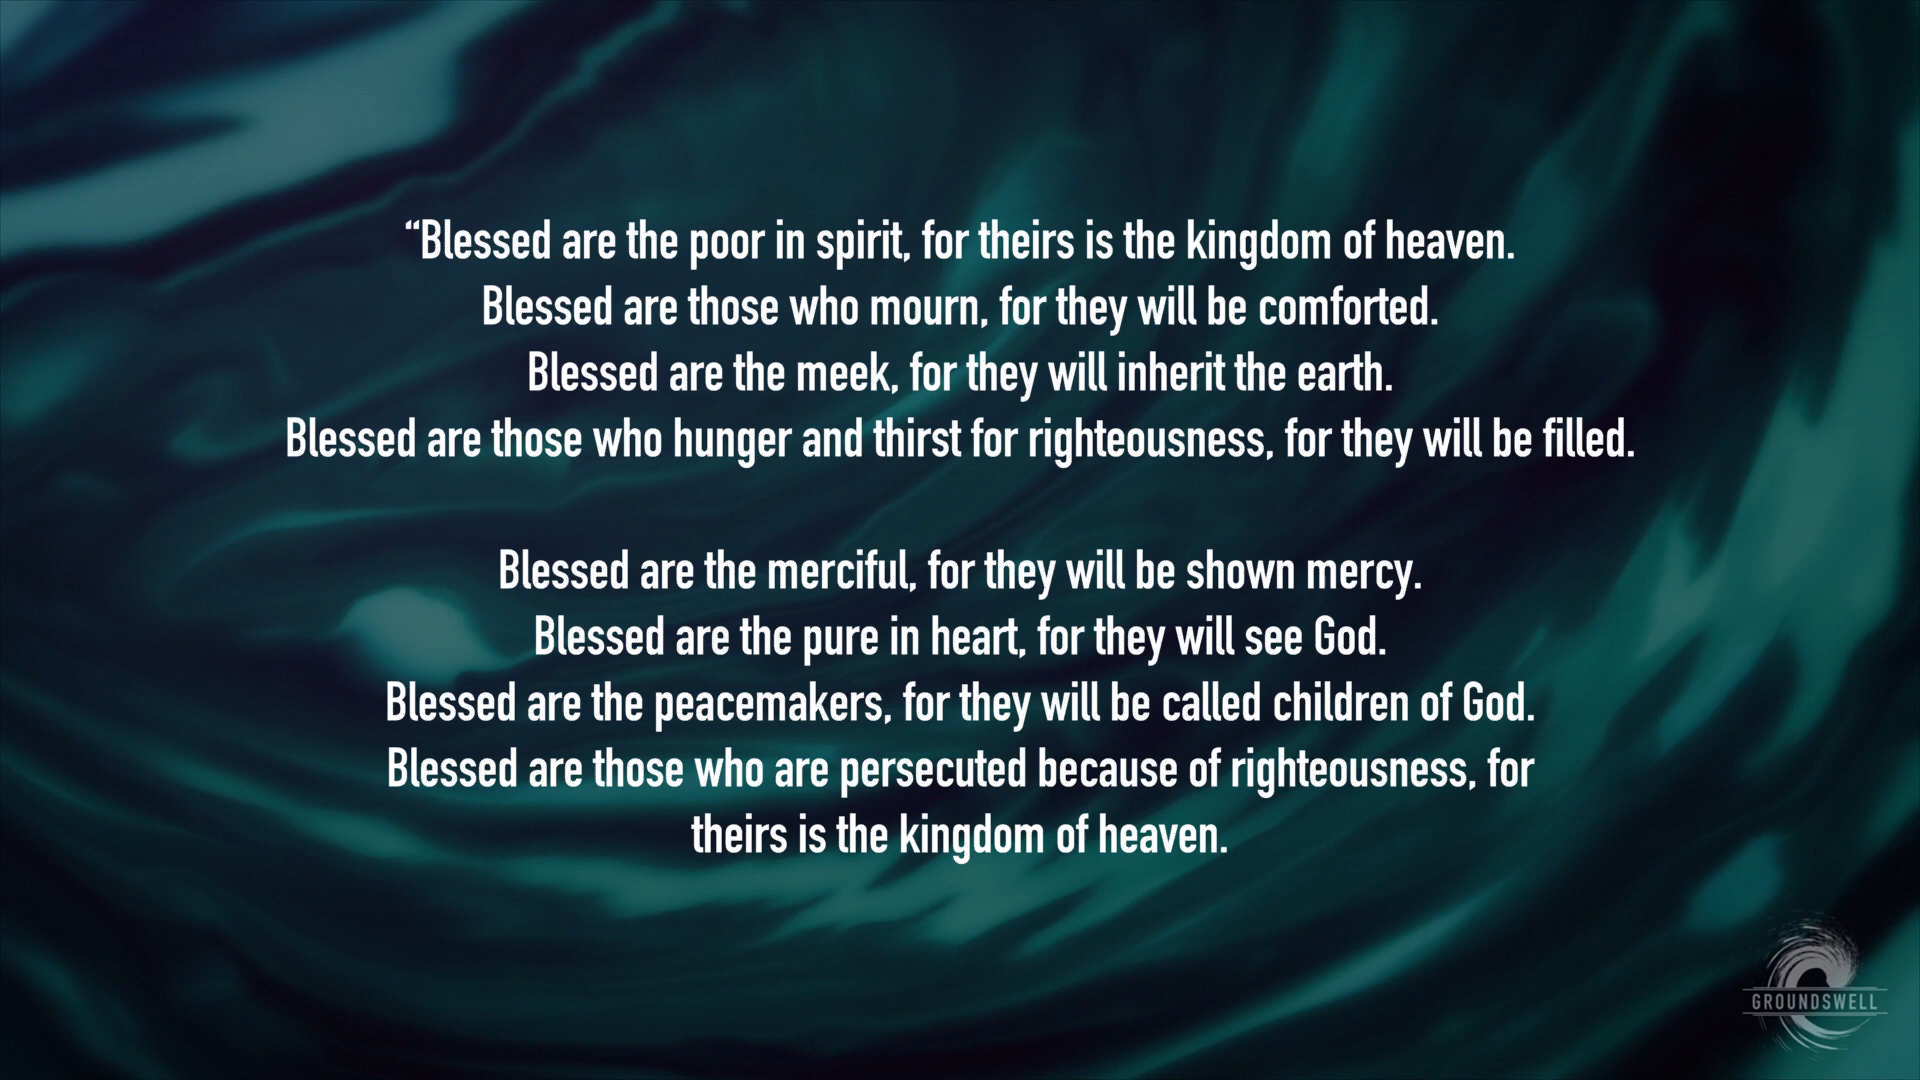 “Blessed are the poor in spirit, for theirs is the kingdom of heaven.
Blessed are those who mourn, for they will be comforted.
Blessed are the meek, for they will inherit the earth.
Blessed are those who hunger and thirst for righteousness, for they will be filled.
Blessed are the merciful, for they will be shown mercy.
Blessed are the pure in heart, for they will see God.
Blessed are the peacemakers, for they will be called children of God.
Blessed are those who are persecuted because of righteousness, for
theirs is the kingdom of heaven.
GROUNDSWELL